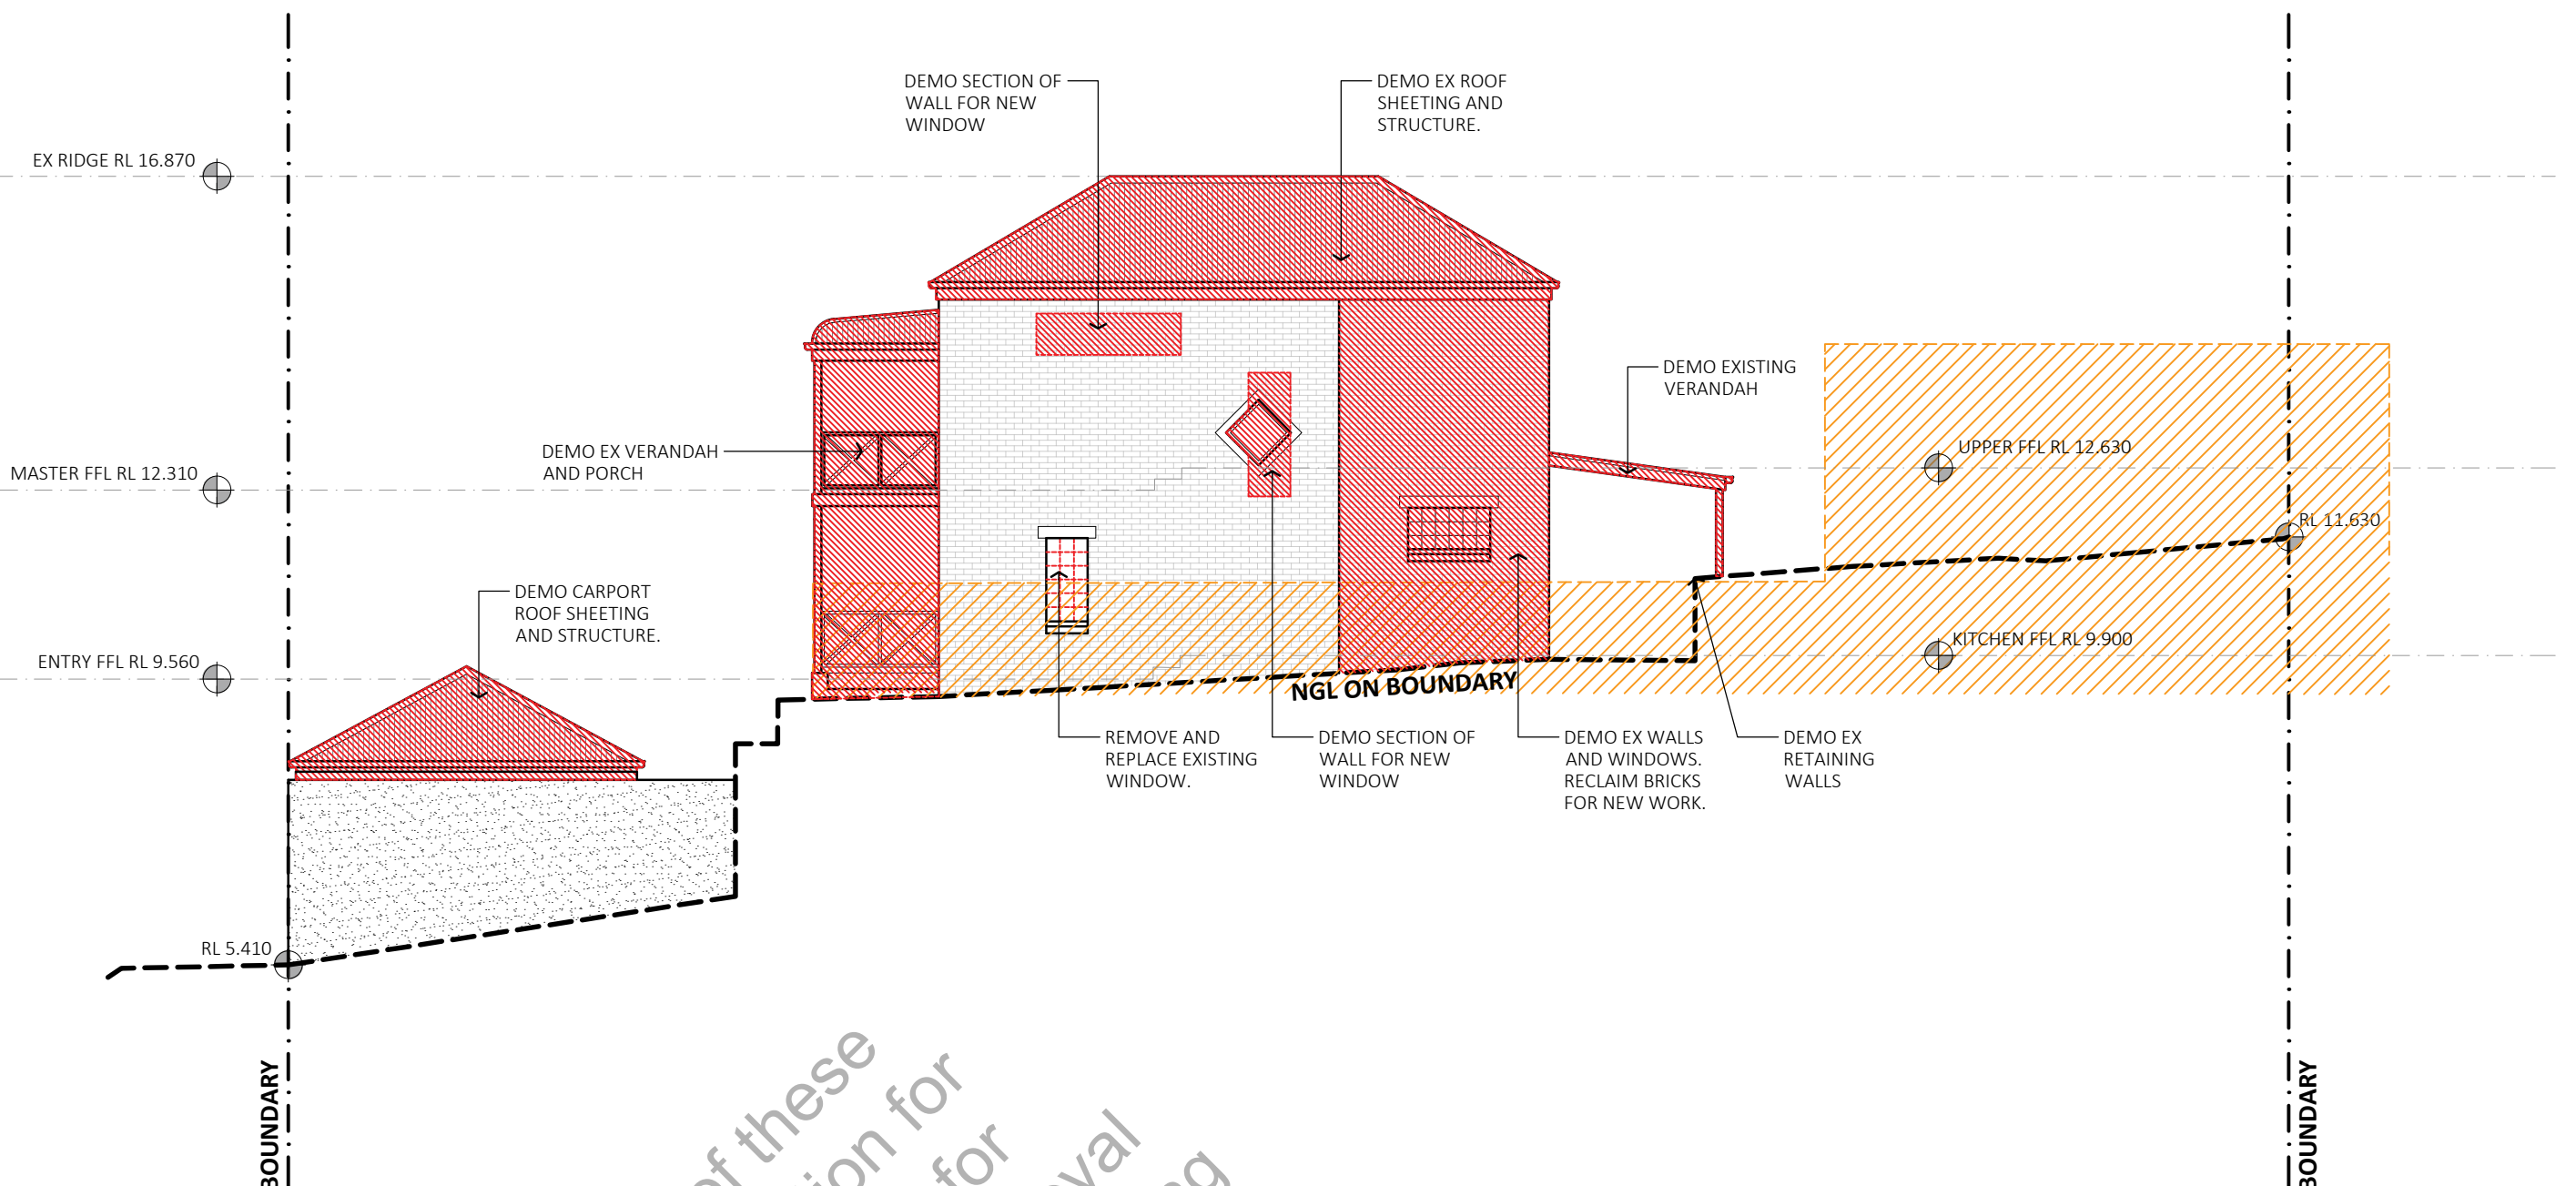 DEMO SECTION OF
WALL FOR NEW
WINDOW
DEMO EX ROOF
SHEETING AND
STRUCTURE.
EX RIDGE RL 16.870
DEMO EXISTING
VERANDAH
DEMO EX VERANDAH
AND PORCH
MASTER FFL RL 12.310
UPPER FFL RL 12.630
RL 11.630
DEMO CARPORT
ROOF SHEETING
AND STRUCTURE.
ENTRY FFL RL 9.560
KITCHEN FFL RL 9.900
NGL ON BOUNDARY
REMOVE AND
REPLACE EXISTING
WINDOW.
DEMO SECTION OF
WALL FOR NEW
WINDOW
DEMO EX WALLS
AND WINDOWS.
RECLAIM BRICKS
FOR NEW WORK.
DEMO EX
RETAINING
WALLS
RL 5.410
BOUNDARY
BOUNDARY
of these
for
for